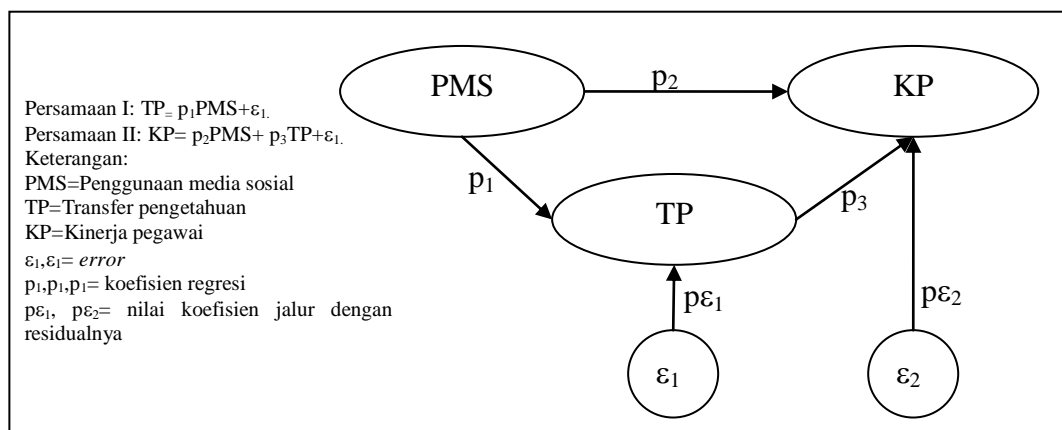 Persamaan I: TP= p₁PMS+ε₁.
Persamaan II: KP= p₂PMS+ p₃TP+ε₁.
Keterangan:
PMS=Penggunaan media sosial
TP=Transfer pengetahuan
KP=Kinerja pegawai
ε₁,ε₁= error
p₁,p₁,p₁= koefisien regresi
pε₁, pε₂= nilai koefisien jalur dengan
residualnya
PMS
p₂
KP
p₁
TP
p₃
pε₁
pε₂
ε₁
ε₂